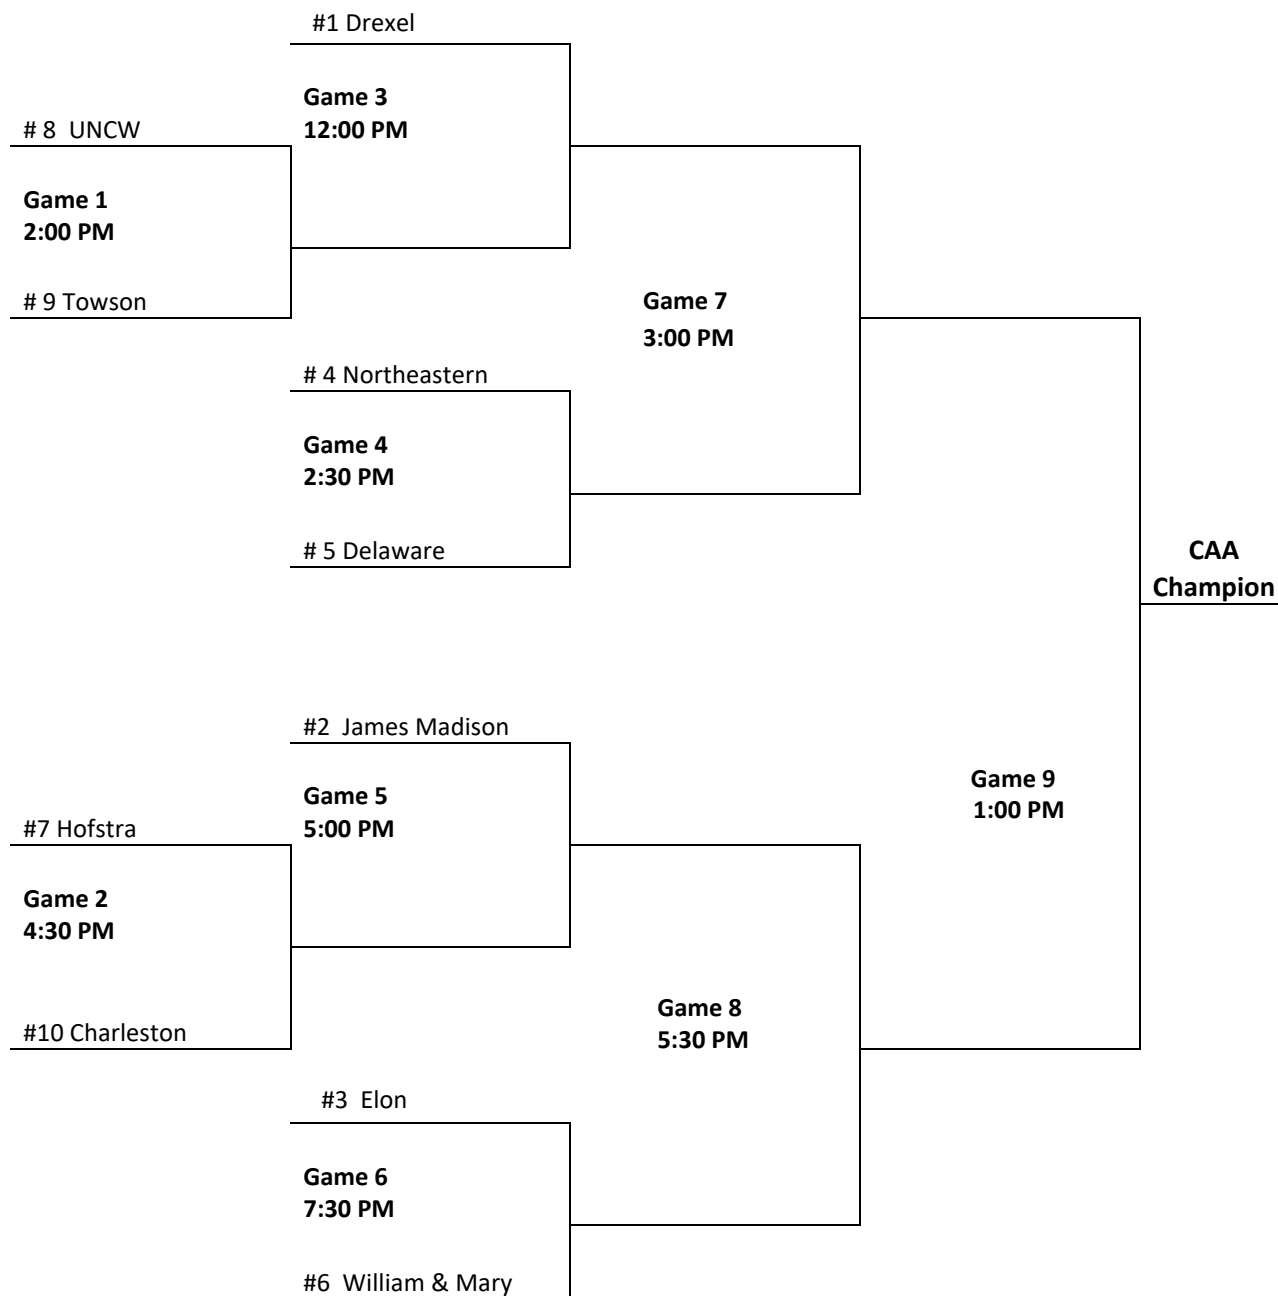 #1 Drexel
Game 3
12:00 PM
# 8  UNCW
Game 1
2:00 PM
# 9 Towson
Game 7
3:00 PM
# 4 Northeastern
Game 4
2:30 PM
# 5 Delaware
CAA
Champion
#2  James Madison
Game 5
5:00 PM
Game 9
1:00 PM
#7 Hofstra
Game 2
4:30 PM
#10 Charleston
Game 8
5:30 PM
#3  Elon
Game 6
7:30 PM
#6  William & Mary